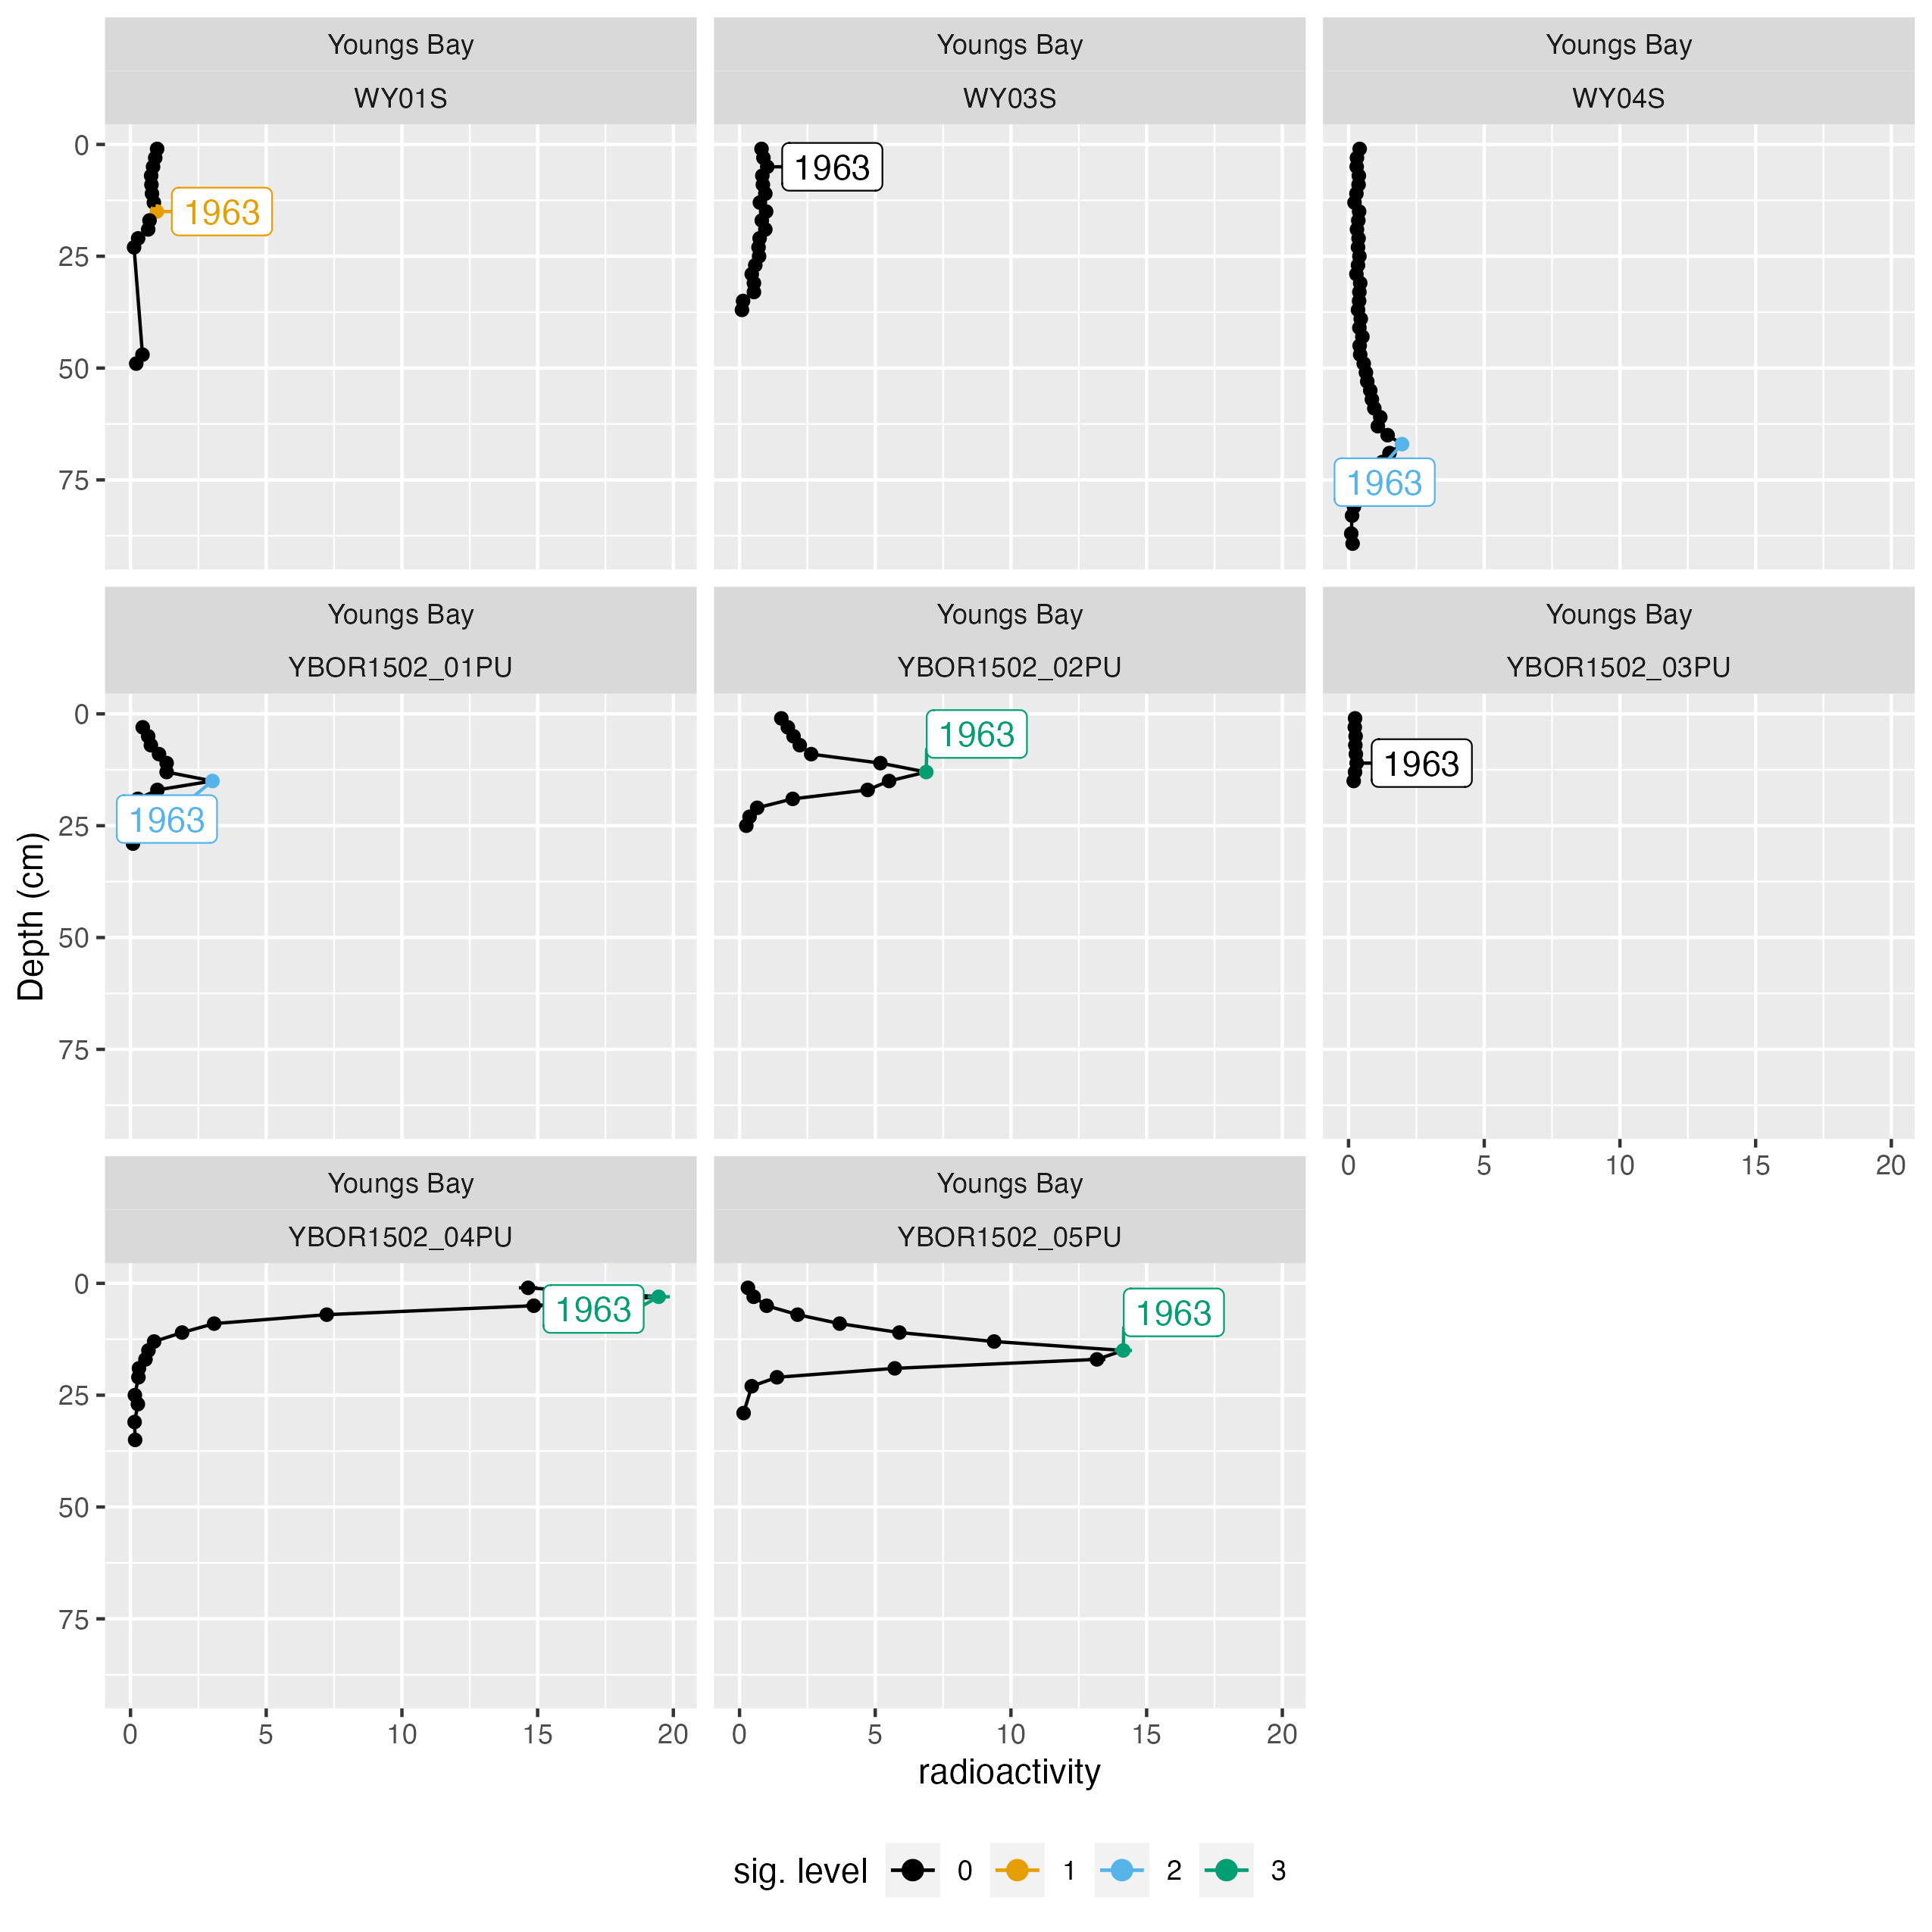 Youngs Bay
WY01S
Youngs Bay
WY03S
Youngs Bay
WY04S
0
25
50
75
1963
1963
1963
Youngs Bay
YBOR1502_01PU
Youngs Bay
YBOR1502_02PU
Youngs Bay
YBOR1502_03PU
0
25
50
75
1963
1963
1963
0 5 10 15 20
Depth (cm)
Youngs Bay
YBOR1502_04PU
Youngs Bay
YBOR1502_05PU
0
25
50
75
1963
1963
0 5 10 15 20
0 5 10 15 20
radioactivity
sig. level 0 1 2 3